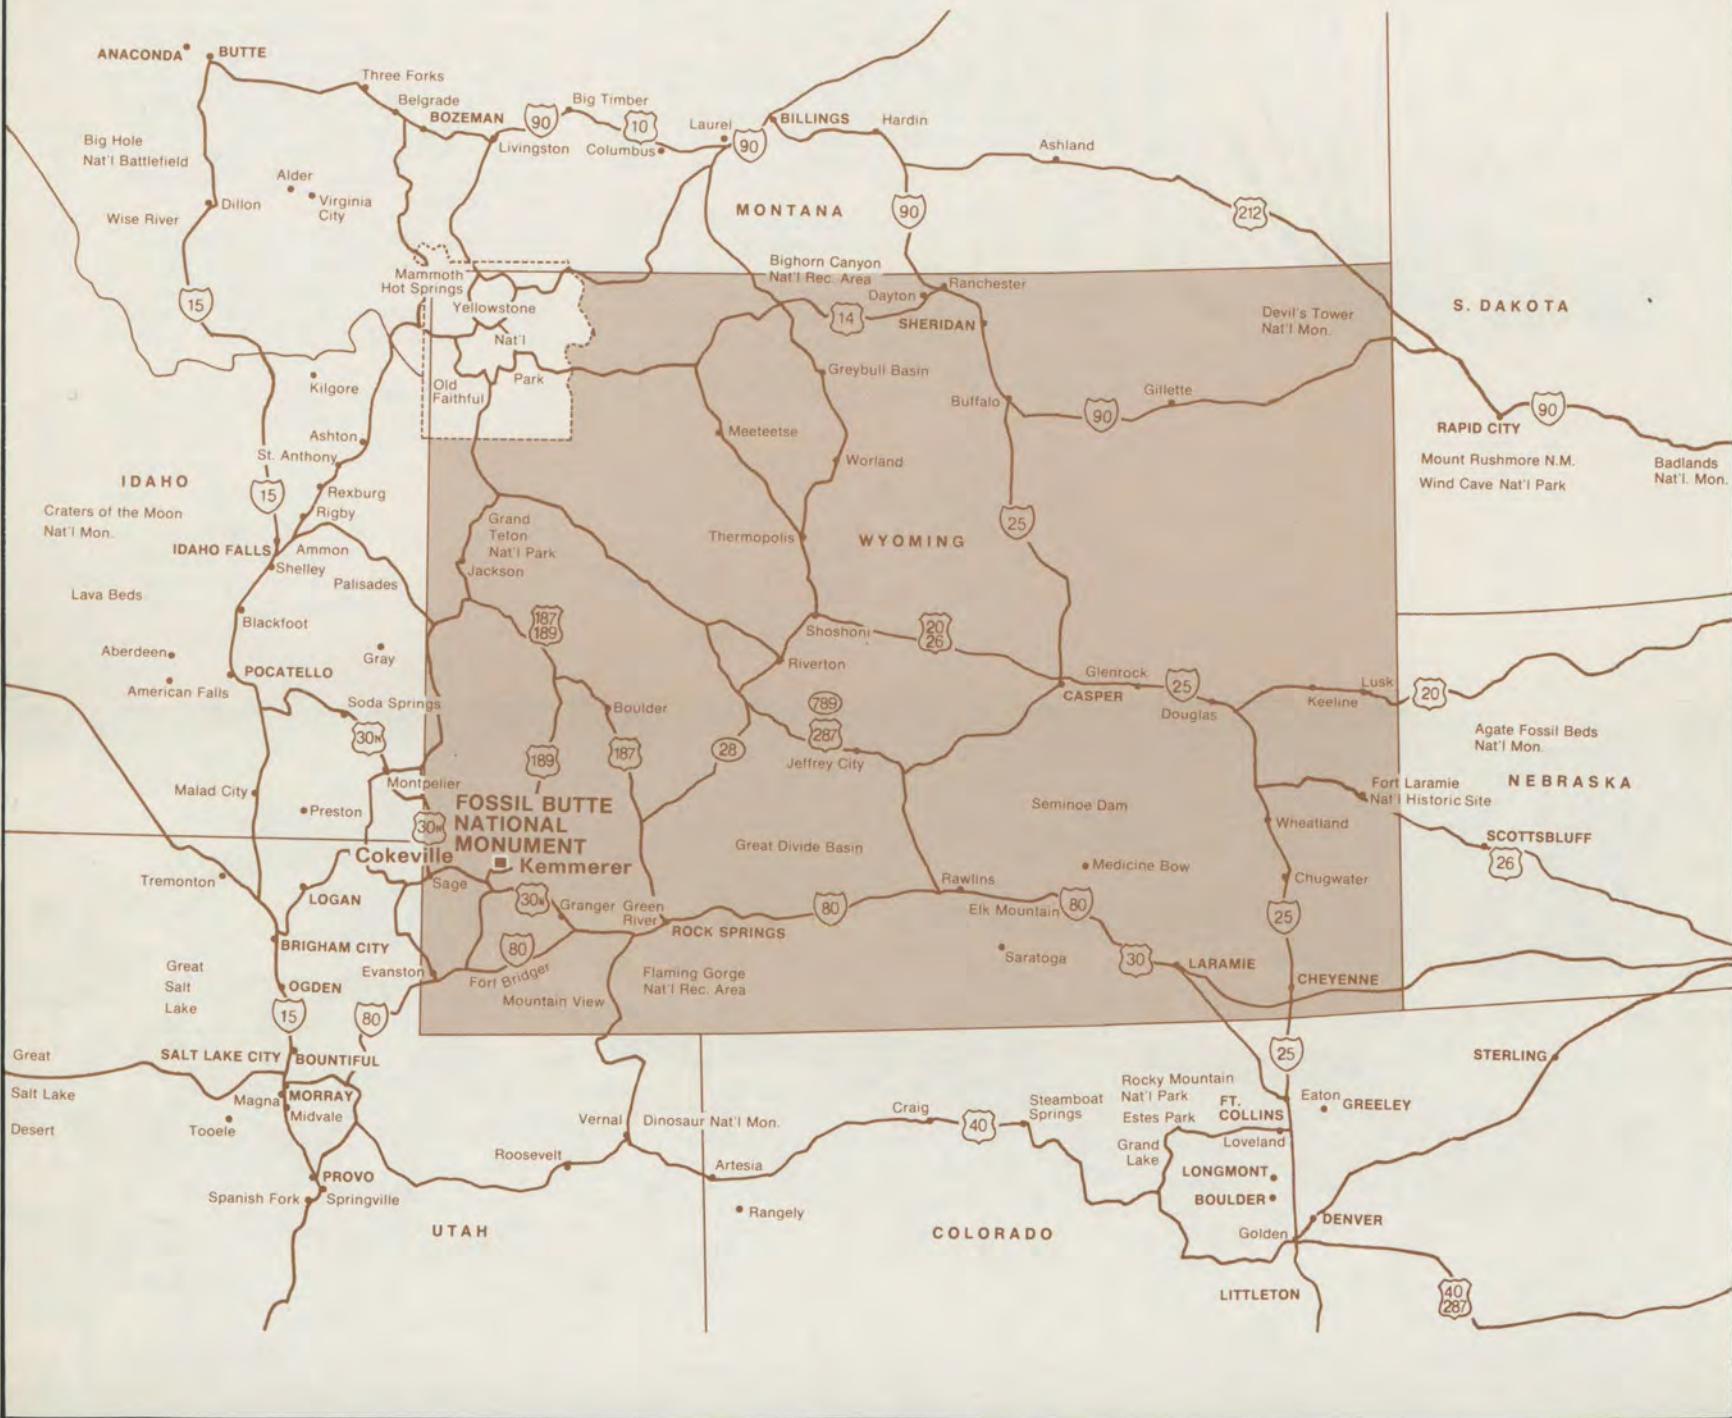 ANACONDA
BUTTE
Three Forks
Belgrade
BOZEMAN
90
Big Timber
10
Laurel
90
BILLINGS
Hardin
Livingston
Columbus
Ashland
Big Hole
Nat'l Battlefield
Alder
Virginia
City
Dillon
Wise River
MONTANA
90
212
Mammoth
Hot Springs
Bighorn Canyon
Nat'l Rec. Area
Ranchester
Dayton
15
Yellowstone
Nat'l
Park
14
SHERIDAN
Devil's Tower
Nat'l Mon.
S. DAKOTA
Kilgore
Old
Faithful
Greybull Basin
Buffalo
90
Gillette
90
RAPID CITY
Ashton
Meeteetse
St. Anthony
Worland
Mount Rushmore N.M.
Wind Cave Nat'l Park
Badlands
Nat'l. Mon.
IDAHO
15
Rexburg
Rigby
Craters of the Moon
Nat'l Mon.
Grand
Teton
Nat'l Park
25
Thermopolis
WYOMING
IDAHO FALLS
Ammon
Shelley
Palisades
Jackson
Lava Beds
Blackfoot
187
189
Shoshoni
20
26
Aberdeen
Gray
Riverton
POCATELLO
American Falls
Glenrock
25
CASPER
Lusk
20
Soda Springs
Boulder
789
Douglas
Keeline
30N
189
187
28
287
Jeffrey City
Agate Fossil Beds
Nat'l Mon.
Malad City
Montpelier
Preston
Fort Laramie
Nat'l Historic Site
NEBRASKA
30N
FOSSIL BUTTE
NATIONAL
MONUMENT
Seminoe Dam
Wheatland
SCOTTSBLUFF
26
Cokeville
Kemmerer
Great Divide Basin
Medicine Bow
Chugwater
Tremonton
Sage
Rawlins
LOGAN
30N
Granger
Green
River
80
Elk Mountain
80
25
ROCK SPRINGS
BRIGHAM CITY
80
Evanston
Fort Bridger
Saratoga
30
LARAMIE
Great
Salt
Lake
OGDEN
Mountain View
Flaming Gorge
Nat'l Rec. Area
CHEYENNE
15
80
Great
Salt Lake
Desert
SALT LAKE CITY
BOUNTIFUL
25
STERLING
Magna
MORRAY
Midvale
Tooele
Rocky Mountain
Nat'l Park
Estes Park
FT.
COLLINS
Eaton
GREELEY
Vernal
Dinosaur Nat'l Mon.
Craig
40
Steamboat
Springs
Grand
Lake
Loveland
Roosevelt
Artesia
LONGMONT
PROVO
Spanish Fork
Springville
Rangely
BOULDER
UTAH
COLORADO
Golden
DENVER
LITTLETON
40
287